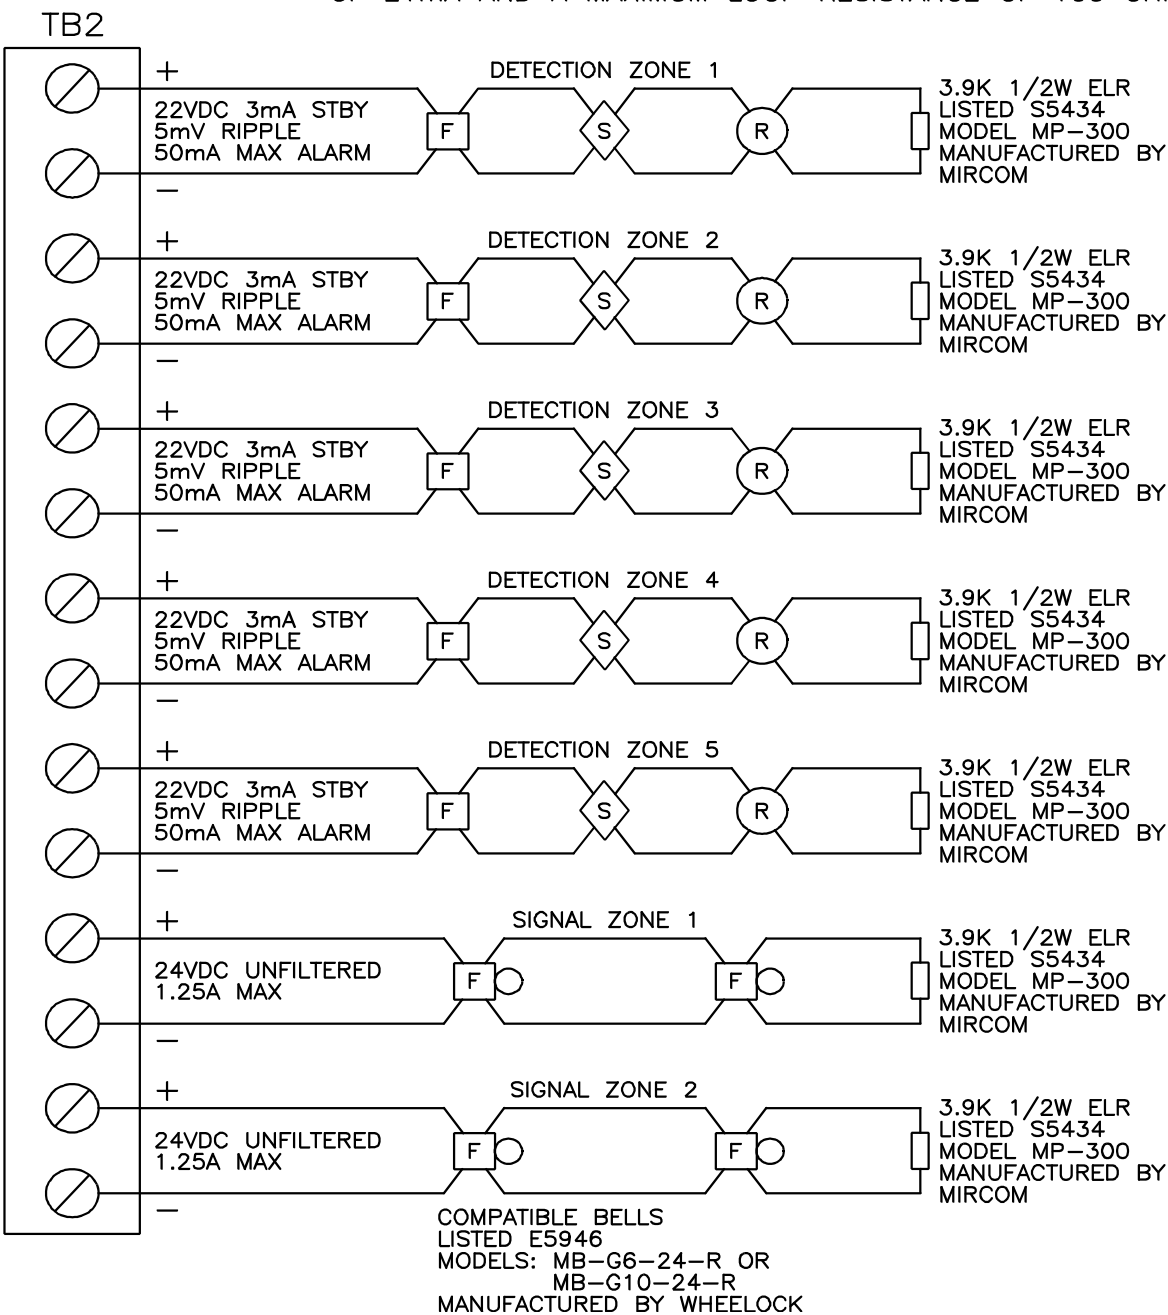 OF 241mA AND A MAXIMUM LOOP RESISTANCE OF 100
TB2
+
DETECTION ZONE 1
22VDC 3mA STBY
5mV RIPPLE
50mA MAX ALARM
F
S
R
3.9K 1/2W ELR
LISTED S5434
MODEL MP-300
MANUFACTURED BY
MIRCOM
−
+
DETECTION ZONE 2
22VDC 3mA STBY
5mV RIPPLE
50mA MAX ALARM
F
S
R
3.9K 1/2W ELR
LISTED S5434
MODEL MP-300
MANUFACTURED BY
MIRCOM
−
+
DETECTION ZONE 3
22VDC 3mA STBY
5mV RIPPLE
50mA MAX ALARM
F
S
R
3.9K 1/2W ELR
LISTED S5434
MODEL MP-300
MANUFACTURED BY
MIRCOM
−
+
DETECTION ZONE 4
22VDC 3mA STBY
5mV RIPPLE
50mA MAX ALARM
F
S
R
3.9K 1/2W ELR
LISTED S5434
MODEL MP-300
MANUFACTURED BY
MIRCOM
−
+
DETECTION ZONE 5
22VDC 3mA STBY
5mV RIPPLE
50mA MAX ALARM
F
S
R
3.9K 1/2W ELR
LISTED S5434
MODEL MP-300
MANUFACTURED BY
MIRCOM
−
+
SIGNAL ZONE 1
24VDC UNFILTERED
1.25A MAX
F
F
3.9K 1/2W ELR
LISTED S5434
MODEL MP-300
MANUFACTURED BY
MIRCOM
−
+
SIGNAL ZONE 2
24VDC UNFILTERED
1.25A MAX
F
F
3.9K 1/2W ELR
LISTED S5434
MODEL MP-300
MANUFACTURED BY
MIRCOM
−
COMPATIBLE BELLS
LISTED E5946
MODELS: MB-G6-24-R OR
MB-G10-24-R
MANUFACTURED BY WHEELOCK